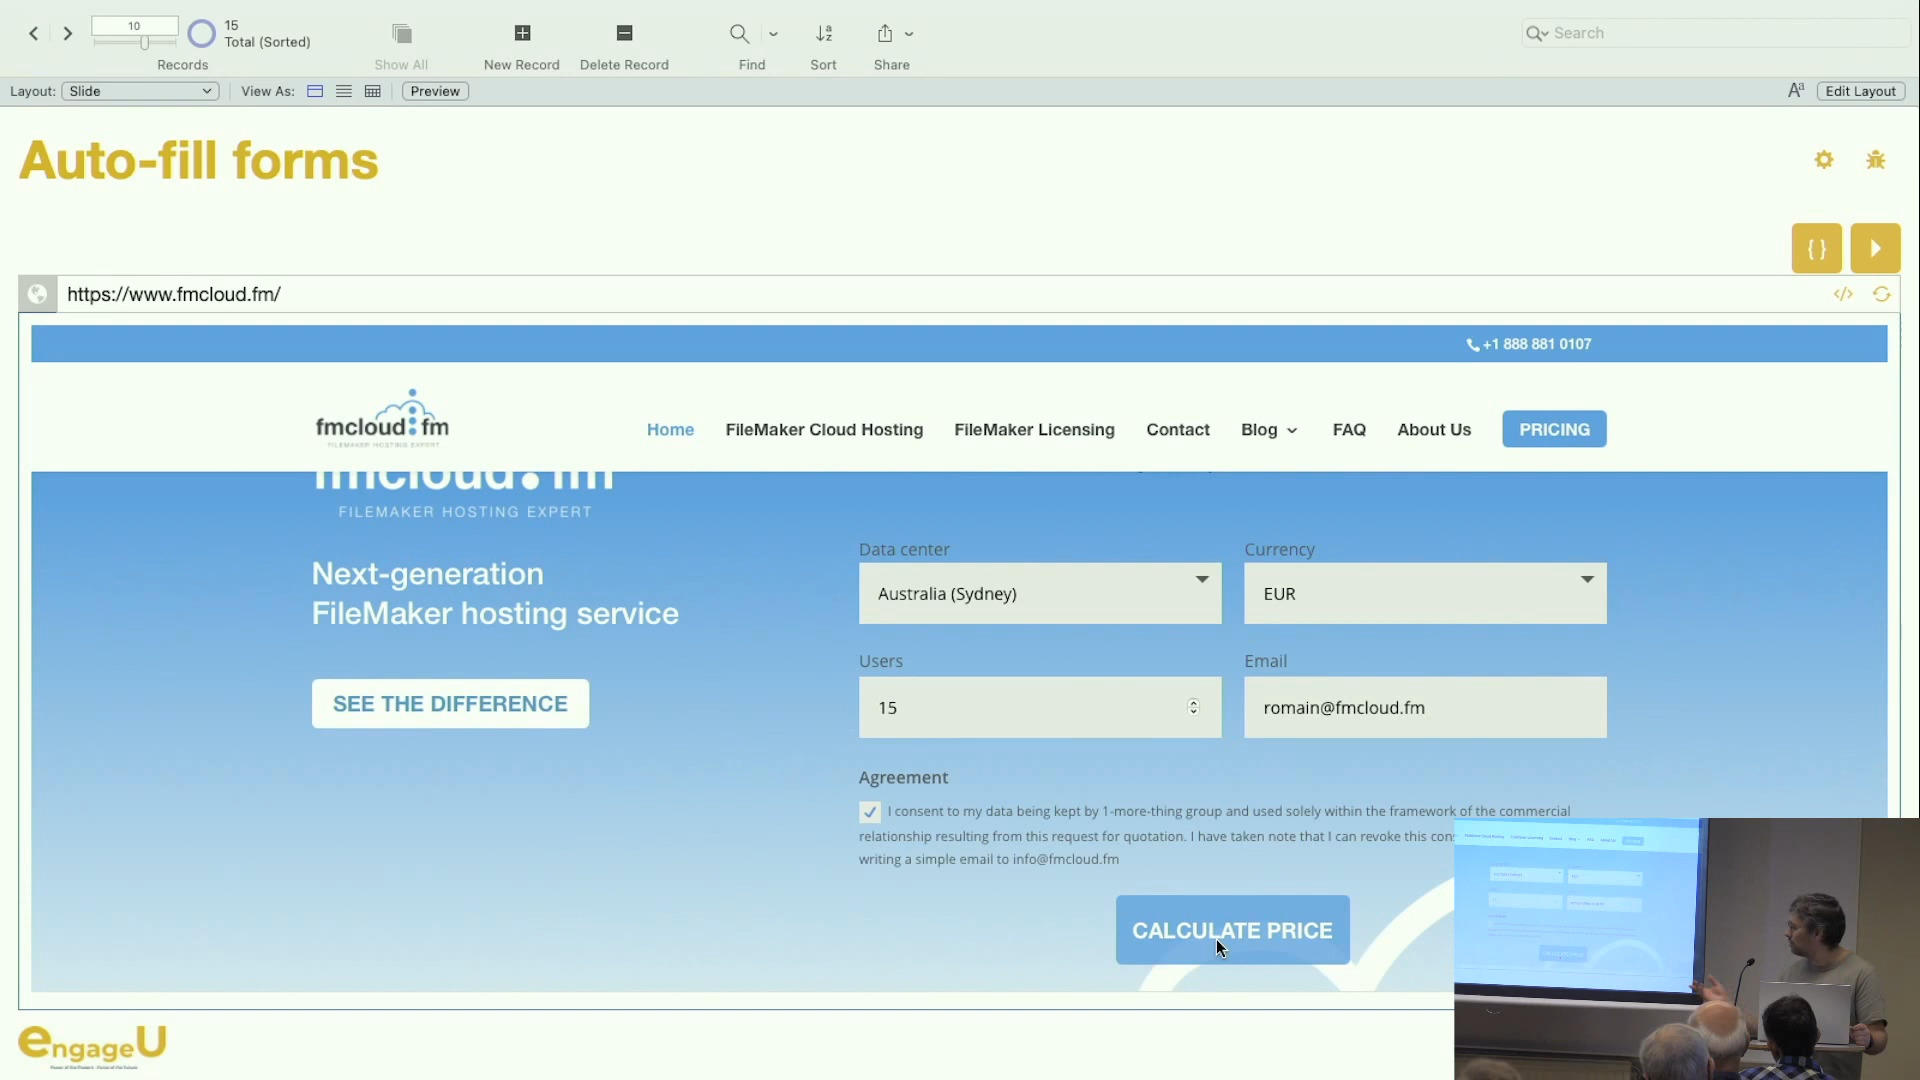 10
15
Total (Sorted)
Records
Show All
New Record
Delete Record
Find
Sort
Share
Search
Layout:
Slide
View As:
Preview
Aa
Edit Layout
Auto-fill forms
{ }
https://www.fmcloud.fm/
</>
+1 888 881 0107
fmcloud:fm
FILEMAKER HOSTING EXPERT
Home
FileMaker Cloud Hosting
FileMaker Licensing
Contact
Blog
FAQ
About Us
PRICING
fmcloud.fm
FILEMAKER HOSTING EXPERT
Next-generation
FileMaker hosting service
SEE THE DIFFERENCE
Data center
Currency
Australia (Sydney)
EUR
Users
Email
15
romain@fmcloud.fm
Agreement
I consent to my data being kept by 1-more-thing group and used solely within the framework of the commercial
relationship resulting from this request for quotation. I have taken note that I can revoke this con
writing a simple email to info@fmcloud.fm
CALCULATE PRICE
engageU